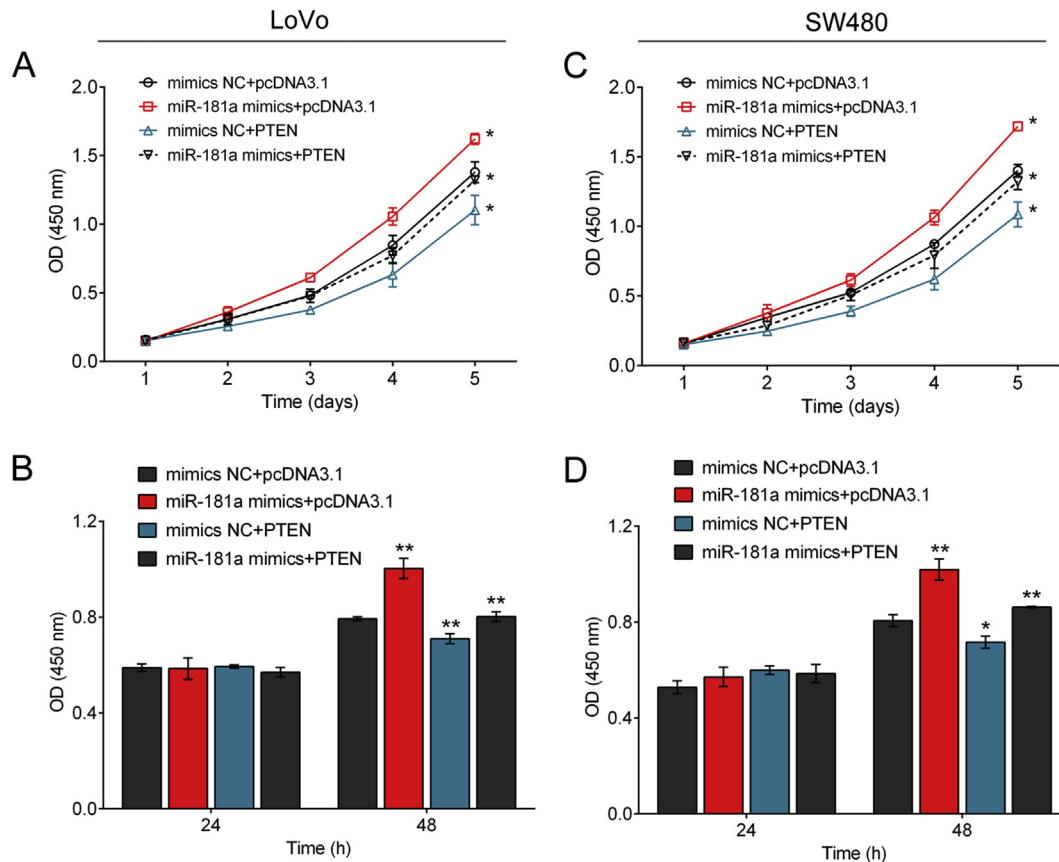 LoVo
SW480
A
mimics NC+pcDNA3.1
miR-181a mimics+pcDNA3.1
mimics NC+PTEN
miR-181a mimics+PTEN
2.0
1.5
1.0
0.5
0.0
OD (450 nm)
*
*
*
1 2 3 4 5
Time (days)
C
mimics NC+pcDNA3.1
miR-181a mimics+pcDNA3.1
mimics NC+PTEN
miR-181a mimics+PTEN
2.0
1.5
1.0
0.5
0.0
OD (450 nm)
*
*
*
1 2 3 4 5
Time (days)
B
mimics NC+pcDNA3.1
miR-181a mimics+pcDNA3.1
mimics NC+PTEN
miR-181a mimics+PTEN
1.2
0.8
0.4
0.0
OD (450 nm)
** ** **
24 48
Time (h)
D
mimics NC+pcDNA3.1
miR-181a mimics+pcDNA3.1
mimics NC+PTEN
miR-181a mimics+PTEN
1.2
0.8
0.4
0.0
OD (450 nm)
** * **
24 48
Time (h)